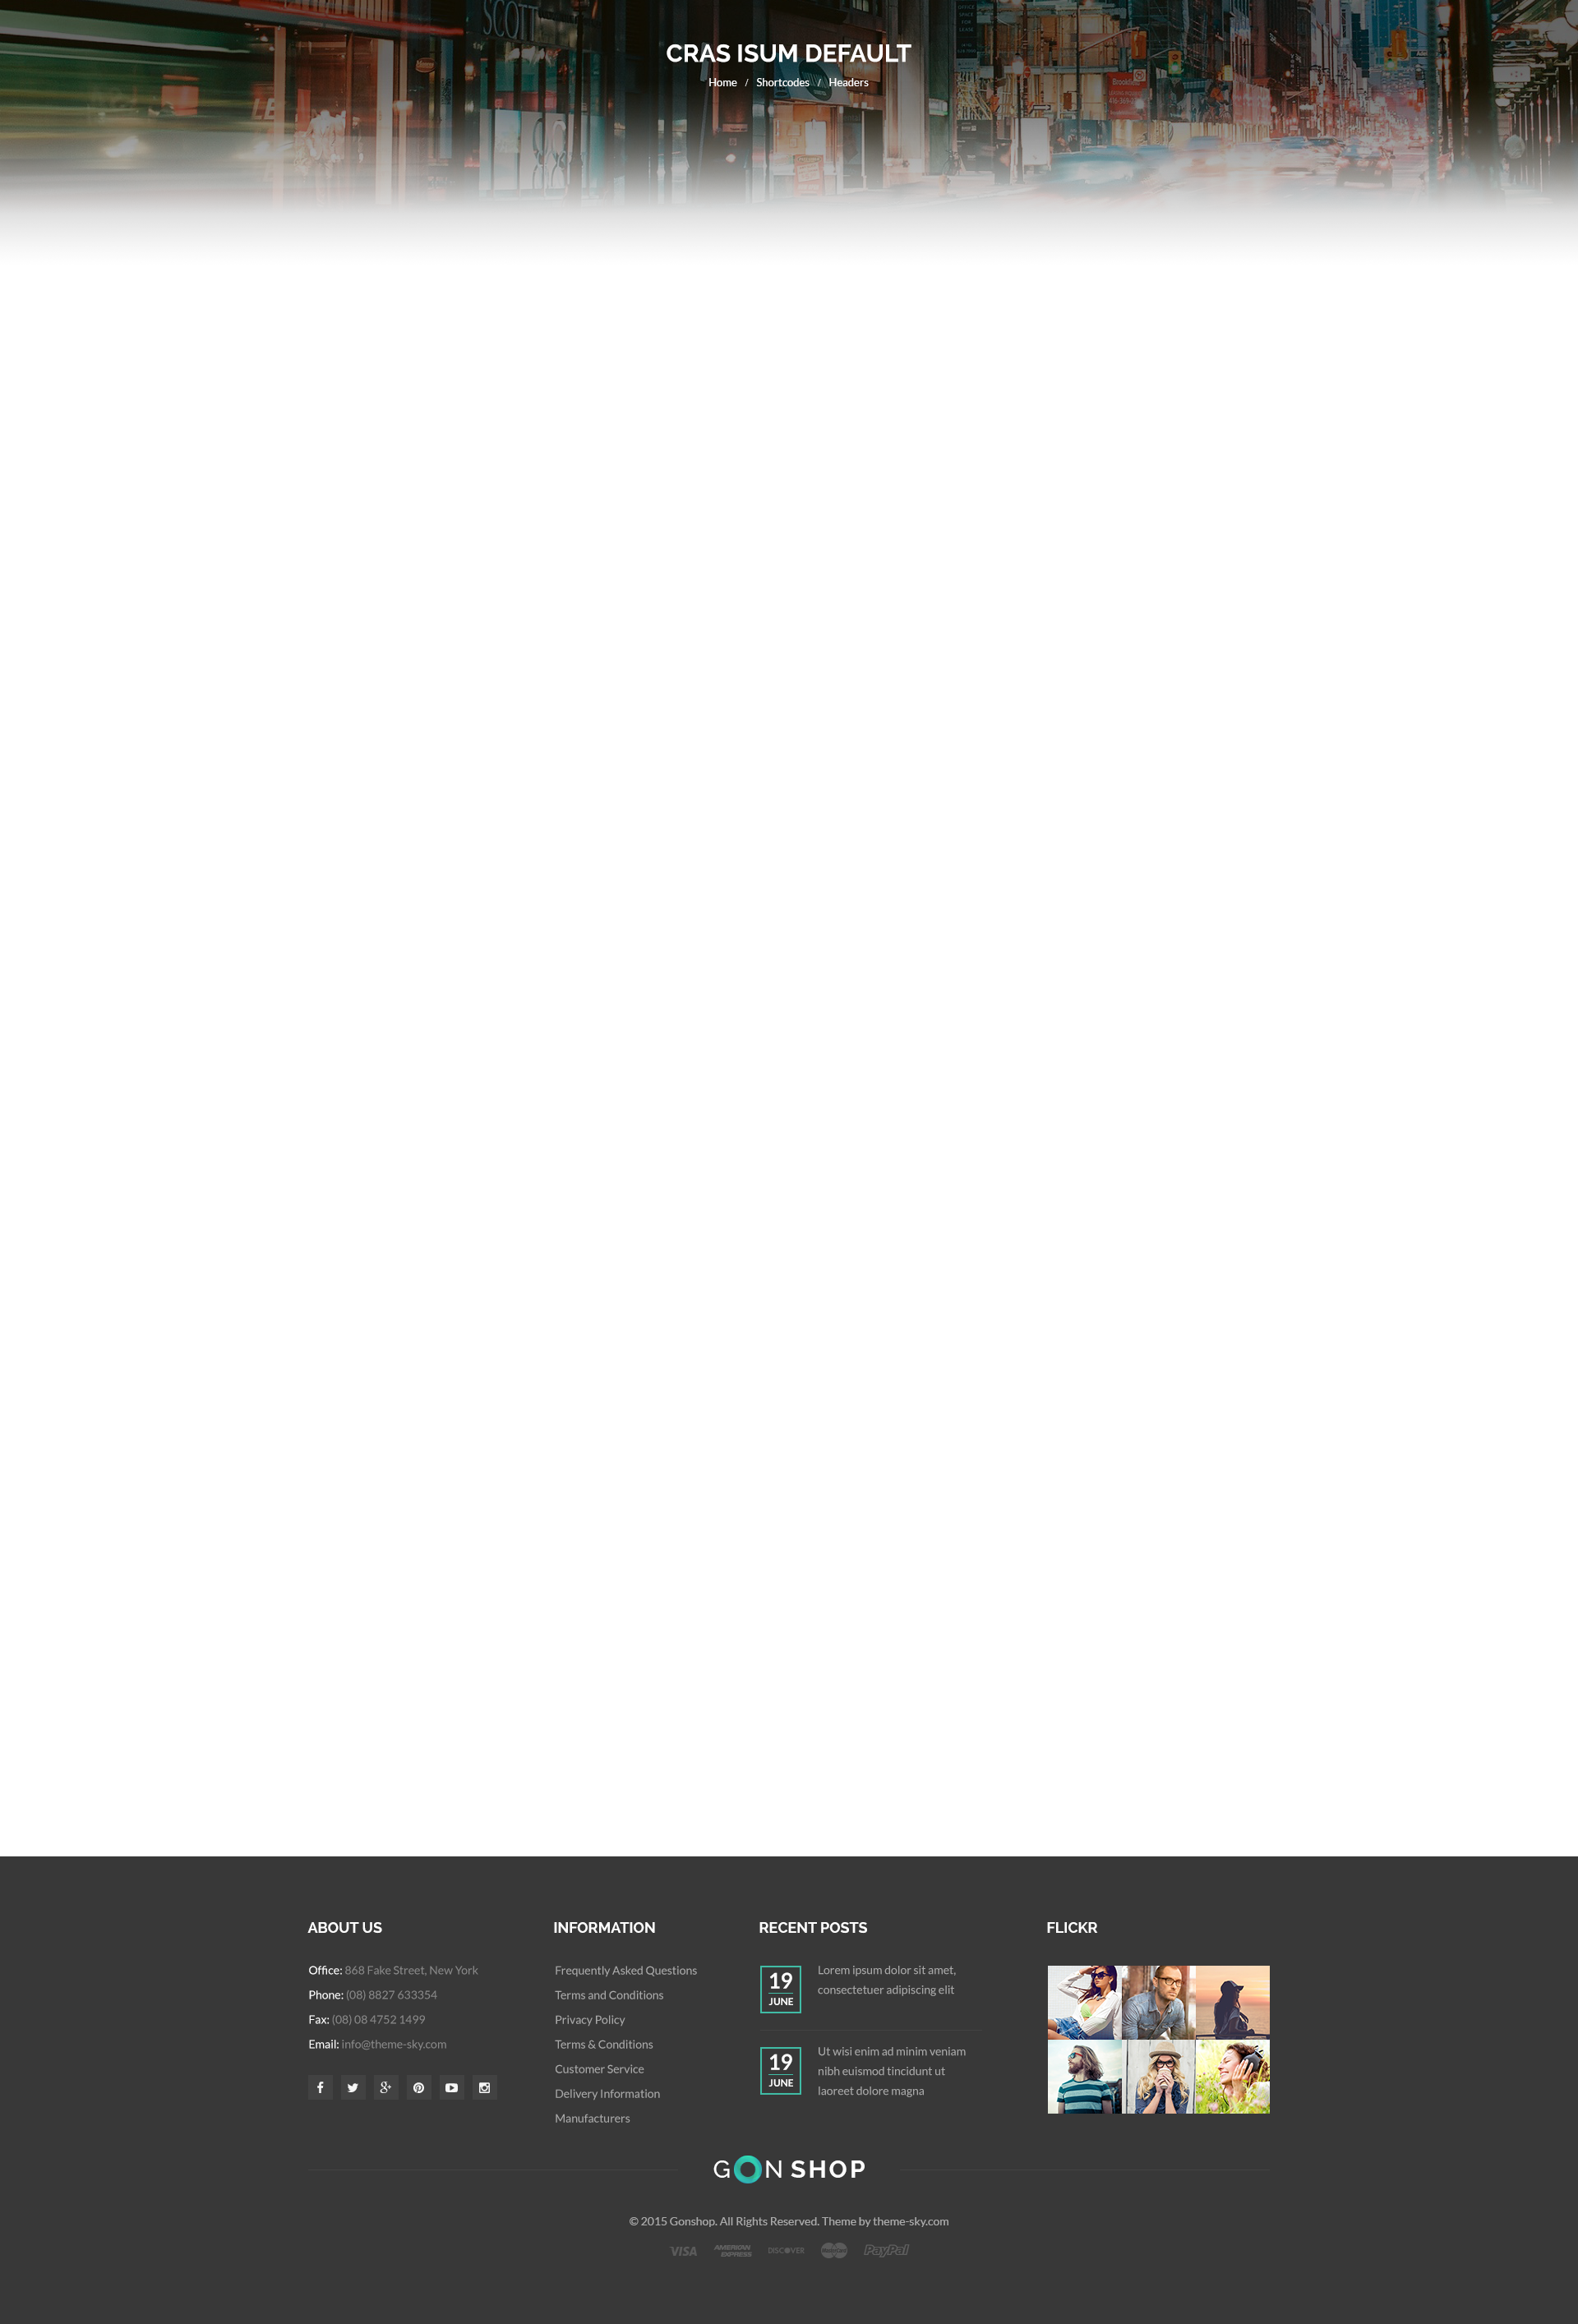 SCOTT
CRAS ISUM DEFAULT
Home / Shortcodes / Headers
ABOUT US
Office: 868 Fake Street, New York
Phone: (08) 8827 633354
Fax: (08) 08 4752 1499
Email: info@theme-sky.com
INFORMATION
Frequently Asked Questions
Terms and Conditions
Privacy Policy
Terms & Conditions
Customer Service
Delivery Information
Manufacturers
RECENT POSTS
19
JUNE
Lorem ipsum dolor sit amet,
consectetuer adipiscing elit
19
JUNE
Ut wisi enim ad minim veniam
nibh euismod tincidunt ut
laoreet dolore magna
FLICKR
GON SHOP
© 2015 Gonshop. All Rights Reserved. Theme by theme-sky.com
VISA
AMERICAN
EXPRESS
DISCOVER
PayPal